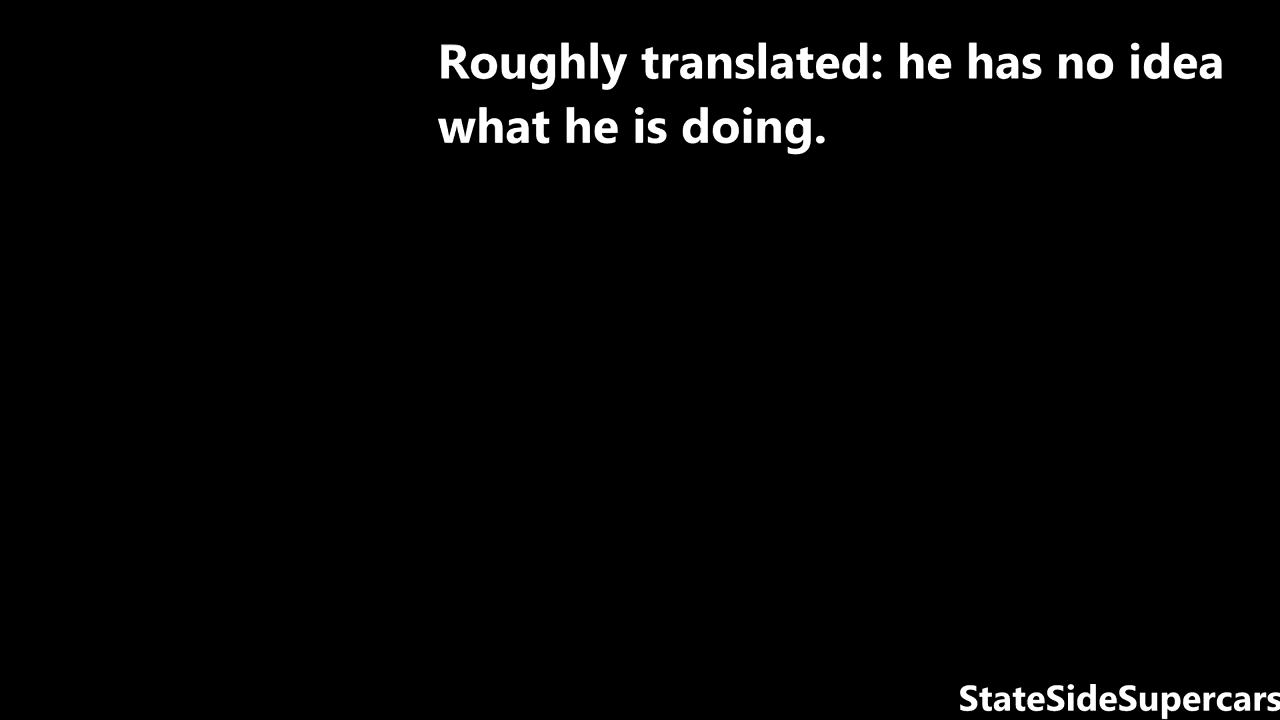 Roughly translated: he has no idea
what he is doing.
StateSideSupercars